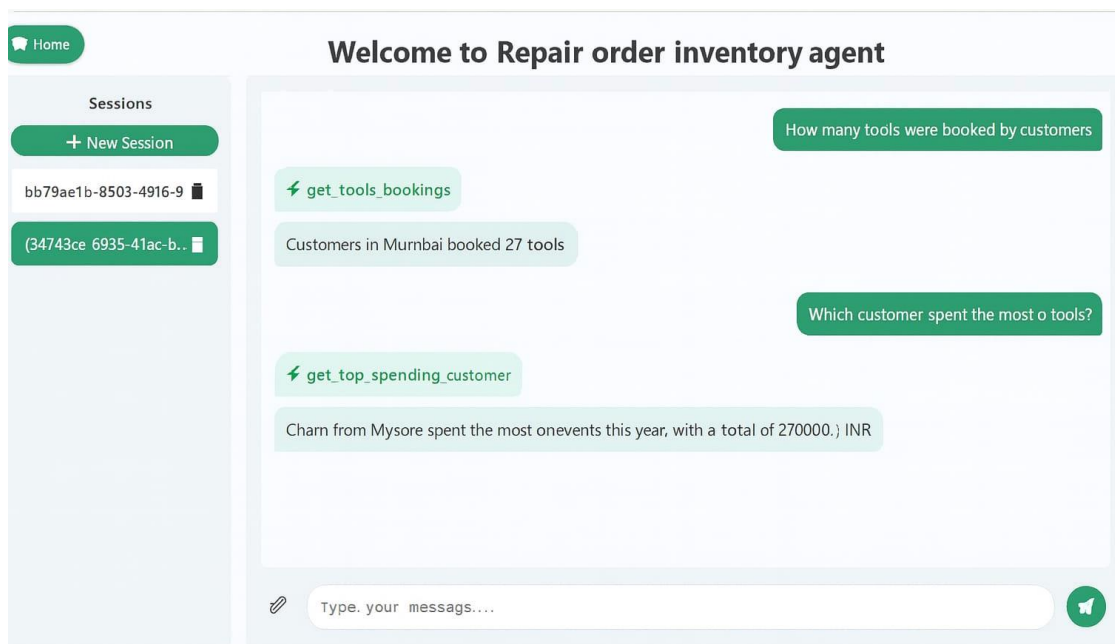 Home
Welcome to Repair order inventory agent
Sessions
+ New Session
bb79ae1b-8503-4916-9
(34743ce 6935-41ac-b..
How many tools were booked by customers
get_tools_bookings
Customers in Murnbai booked 27 tools
Which customer spent the most o tools?
get_top_spending_customer
Charn from Mysore spent the most onevents this year, with a total of 270000.) INR
Type. your messags....